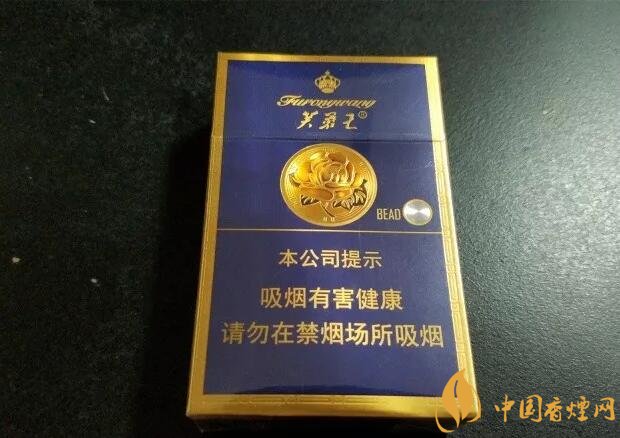 Furongwang
芙蓉王®
BEAD
本公司提示
吸烟有害健康
请勿在禁烟场所吸烟
中国香烟网